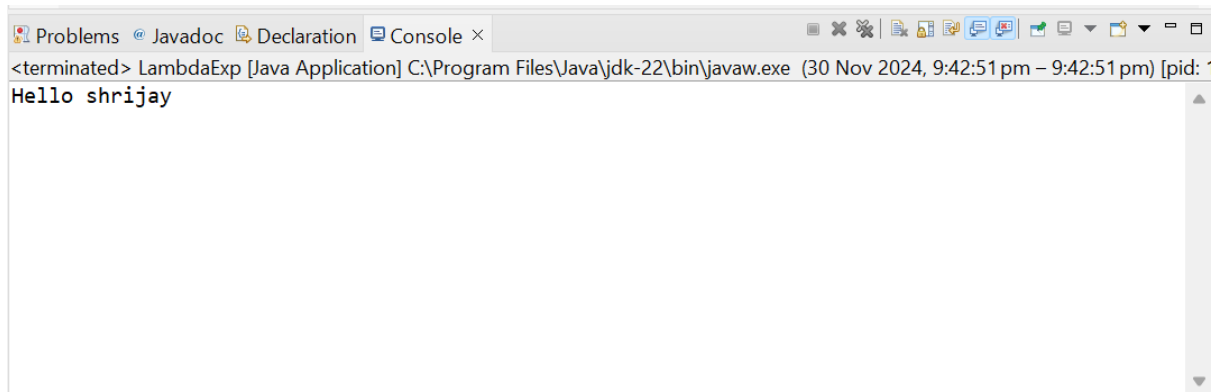 Problems @ Javadoc Declaration Console ×
<terminated> LambdaExp [Java Application] C:\Program Files\Java\jdk-22\bin\javaw.exe (30 Nov 2024, 9:42:51 pm – 9:42:51 pm) [pid: 1
Hello shrijay